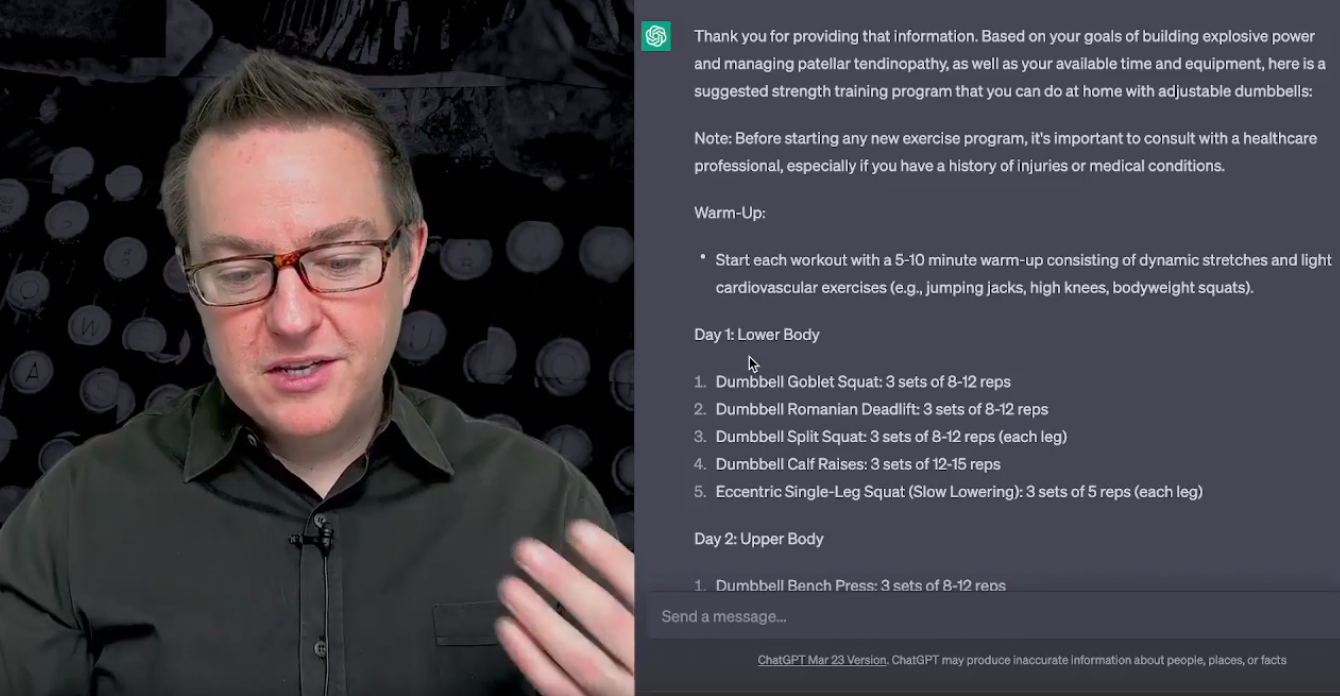 Thank you for providing that information. Based on your goals of building explosive power
and managing patellar tendinopathy, as well as your available time and equipment, here is a
suggested strength training program that you can do at home with adjustable dumbbells:
Note: Before starting any new exercise program, it's important to consult with a healthcare
professional, especially if you have a history of injuries or medical conditions.
Warm-Up:
• Start each workout with a 5-10 minute warm-up consisting of dynamic stretches and light
cardiovascular exercises (e.g., jumping jacks, high knees, bodyweight squats).
Day 1: Lower Body
1. Dumbbell Goblet Squat: 3 sets of 8-12 reps
2. Dumbbell Romanian Deadlift: 3 sets of 8-12 reps
3. Dumbbell Split Squat: 3 sets of 8-12 reps (each leg)
4. Dumbbell Calf Raises: 3 sets of 12-15 reps
5. Eccentric Single-Leg Squat (Slow Lowering): 3 sets of 5 reps (each leg)
Day 2: Upper Body
1. Dumbbell Bench Press: 3 sets of 8-12 reps
Send a message...
ChatGPT Mar 23 Version. ChatGPT may produce inaccurate information about people, places, or facts
W
A